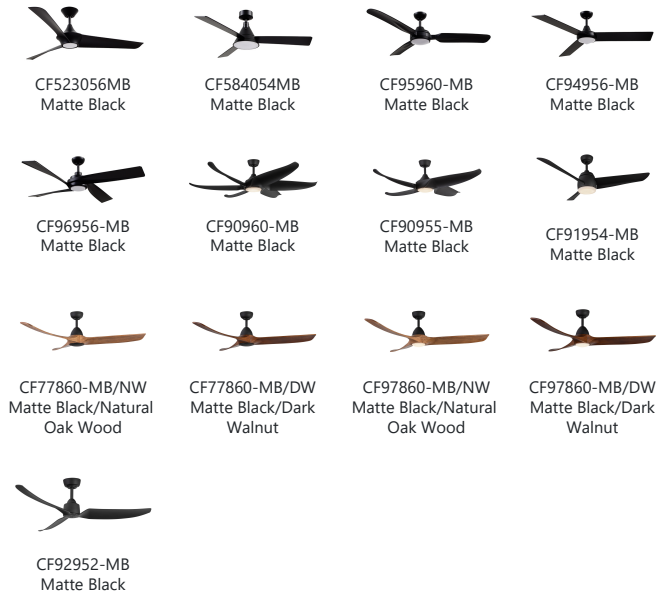 CF523056MB
Matte Black
CF584054MB
Matte Black
CF95960-MB
Matte Black
CF94956-MB
Matte Black
CF96956-MB
Matte Black
CF90960-MB
Matte Black
CF90955-MB
Matte Black
CF91954-MB
Matte Black
CF77860-MB/NW
Matte Black/Natural
Oak Wood
CF77860-MB/DW
Matte Black/Dark
Walnut
CF97860-MB/NW
Matte Black/Natural
Oak Wood
CF97860-MB/DW
Matte Black/Dark
Walnut
CF92952-MB
Matte Black